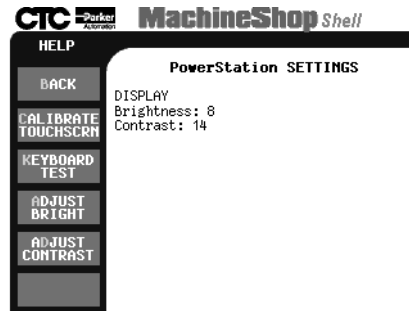 CTC Parker Automation MachineShop Shell
HELP
PowerStation SETTINGS
BACK
DISPLAY
Brightness: 8
Contrast: 14
CALIBRATE
TOUCHSCRN
KEYBOARD
TEST
ADJUST
BRIGHT
ADJUST
CONTRAST